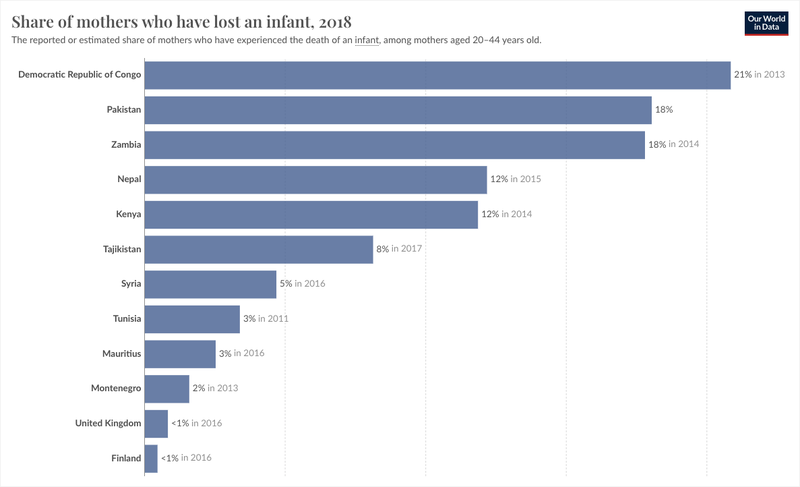 Share of mothers who have lost an infant, 2018
Our World
in Data
The reported or estimated share of mothers who have experienced the death of an infant, among mothers aged 20–44 years old.
Democratic Republic of Congo 21% in 2013
Pakistan 18%
Zambia 18% in 2014
Nepal 12% in 2015
Kenya 12% in 2014
Tajikistan 8% in 2017
Syria 5% in 2016
Tunisia 3% in 2011
Mauritius 3% in 2016
Montenegro 2% in 2013
United Kingdom <1% in 2016
Finland <1% in 2016